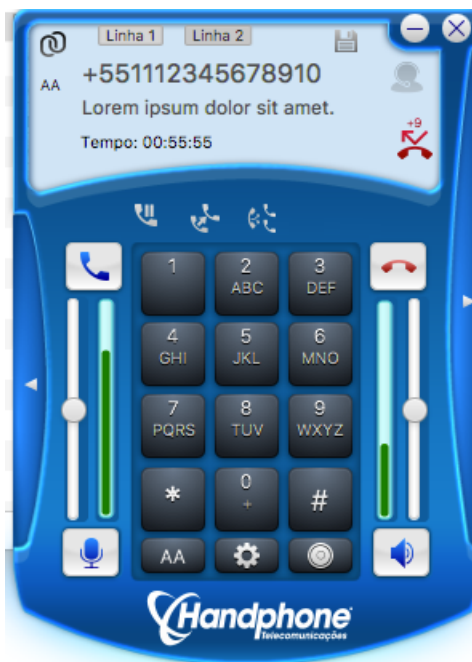 Linha 1 Linha 2
AA +551112345678910
Lorem ipsum dolor sit amet.
+9
Tempo: 00:55:55
1 2 3
ABC DEF
4 5 6
GHI JKL MNO
7 8 9
PQRS TUV WXYZ
* 0 #
+
AA
Handphone
Telecomunicações